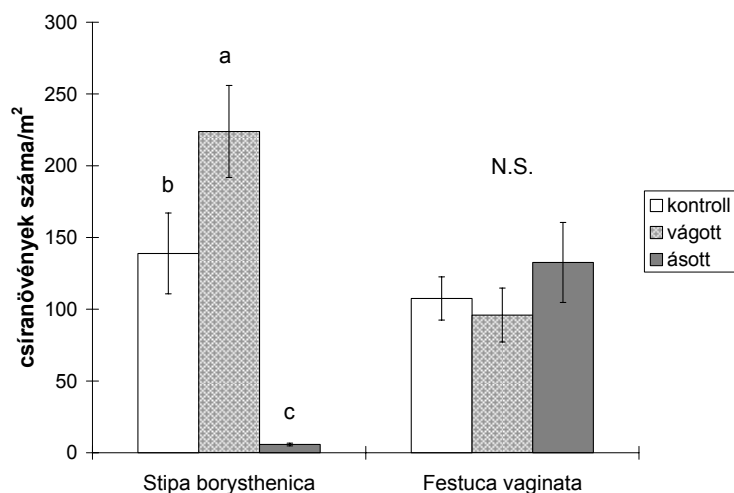 300
250
200
150
100
50
0
csíranövények száma/m²
b
a
c
N.S.
kontroll
vágott
ásott
Stipa borysthenica
Festuca vaginata